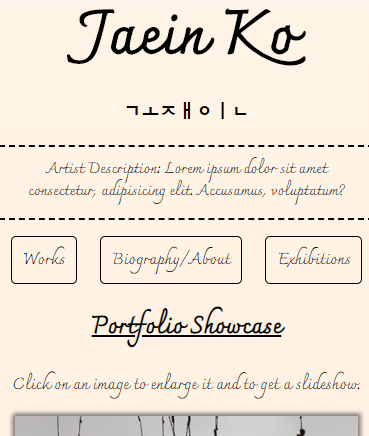 Jaein Ko
ㄱㅗㅈㅐㅇㅣㄴ
Artist Description: Lorem ipsum dolor sit amet
consectetur, adipisicing elit. Accusamus, voluptatum?
Works
Biography/About
Exhibitions
Portfolio Showcase
Click on an image to enlarge it and to get a slideshow.